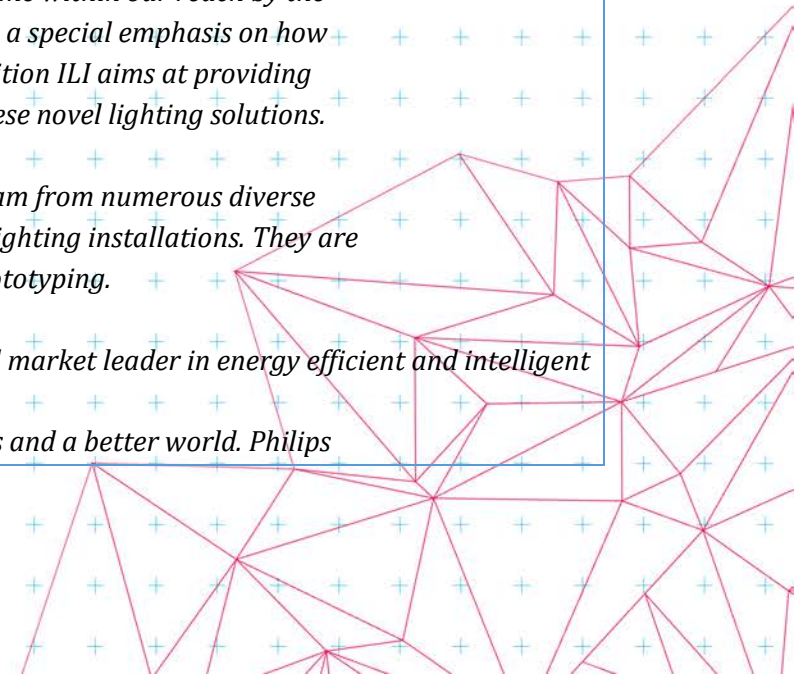 a special emphasis on how
ition ILI aims at providing
ese novel lighting solutions.
am from numerous diverse
ighting installations. They are
ototyping.
market leader in energy efficient and intelligent
s and a better world. Philips